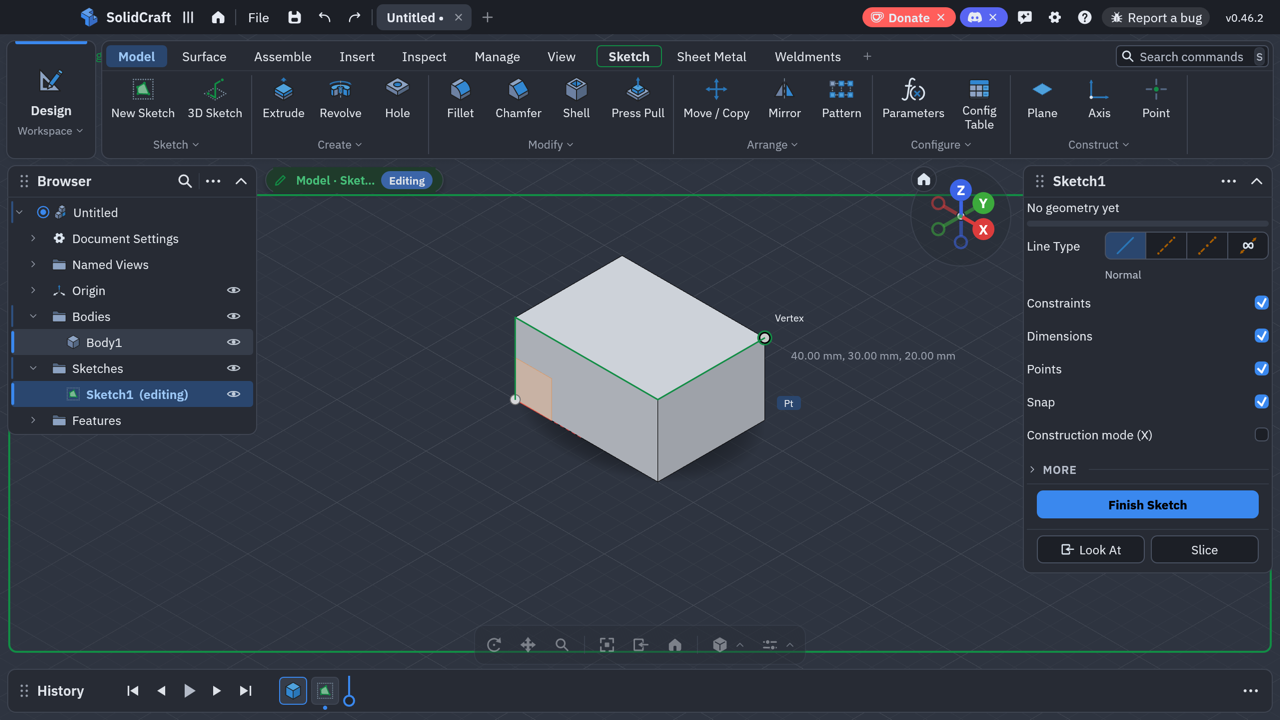 SolidCraft
File
Untitled •
Donate
Report a bug
v0.46.2
Design
Workspace
Model
Surface
Assemble
Insert
Inspect
Manage
View
Sketch
Sheet Metal
Weldments
Search commands
S
New Sketch
3D Sketch
Extrude
Revolve
Hole
Fillet
Chamfer
Shell
Press Pull
Move / Copy
Mirror
Pattern
Parameters
Config
Table
Plane
Axis
Point
Sketch
Create
Modify
Arrange
Configure
Construct
Browser
Untitled
Document Settings
Named Views
Origin
Bodies
Body1
Sketches
Sketch1 (editing)
Features
Model · Sket...
Editing
Z
Y
X
Vertex
40.00 mm, 30.00 mm, 20.00 mm
Pt
Sketch1
No geometry yet
Line Type
Normal
Constraints
Dimensions
Points
Snap
Construction mode (X)
MORE
Finish Sketch
Look At
Slice
History